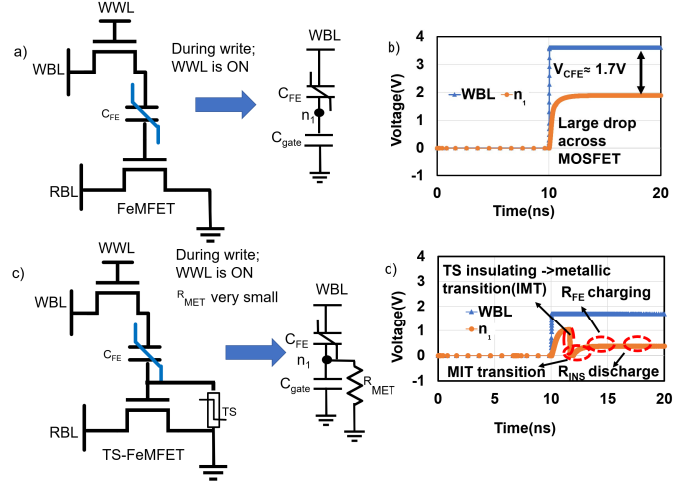 a)
WWL
WBL
C_FE
RBL
FeMFET
During write;
WWL is ON
WBL
C_FE
n_1
C_gate
b)
Voltage(V)
4
3
2
1
0
-1
WBL
n_1
V_CFE≈ 1.7V
Large drop
across
MOSFET
0
10
20
Time(ns)
c)
WWL
WBL
C_FE
TS
RBL
TS-FeMFET
During write;
WWL is ON
R_MET very small
WBL
C_FE
n_1
C_gate
R_MET
c)
Voltage(V)
4
3
2
1
0
-1
TS insulating ->metallic
transition(IMT)
R_FE charging
WBL
n_1
MIT transition
R_INS discharge
0
5
10
15
20
Time(ns)